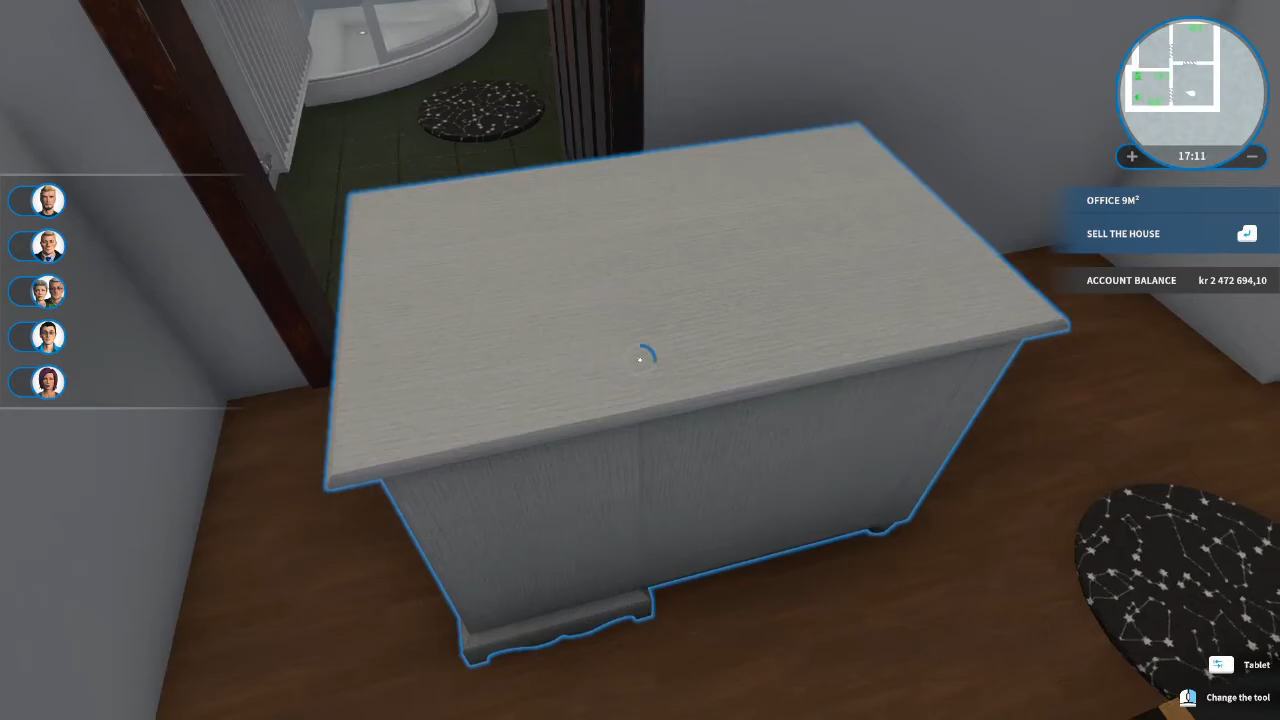 17:11
OFFICE 9M²
SELL THE HOUSE
ACCOUNT BALANCE kr 2 472 694,10
Tablet
Change the tool